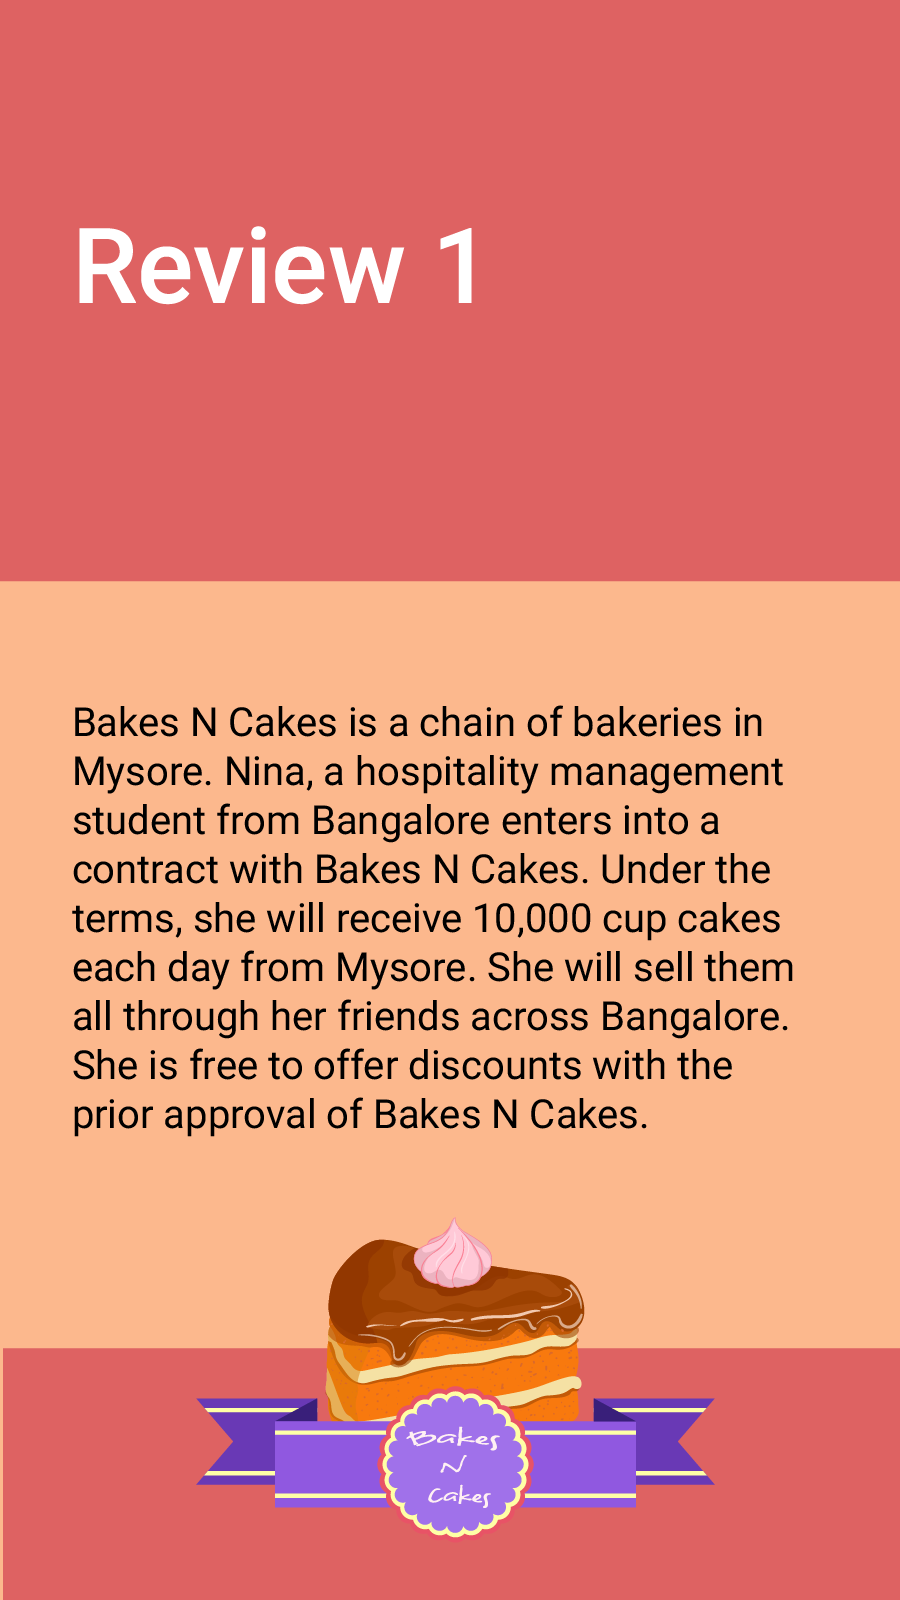 Review 1
Bakes N Cakes is a chain of bakeries in
Mysore. Nina, a hospitality management
student from Bangalore enters into a
contract with Bakes N Cakes. Under the
terms, she will receive 10,000 cup cakes
each day from Mysore. She will sell them
all through her friends across Bangalore.
She is free to offer discounts with the
prior approval of Bakes N Cakes.
Bakes
N
Cakes